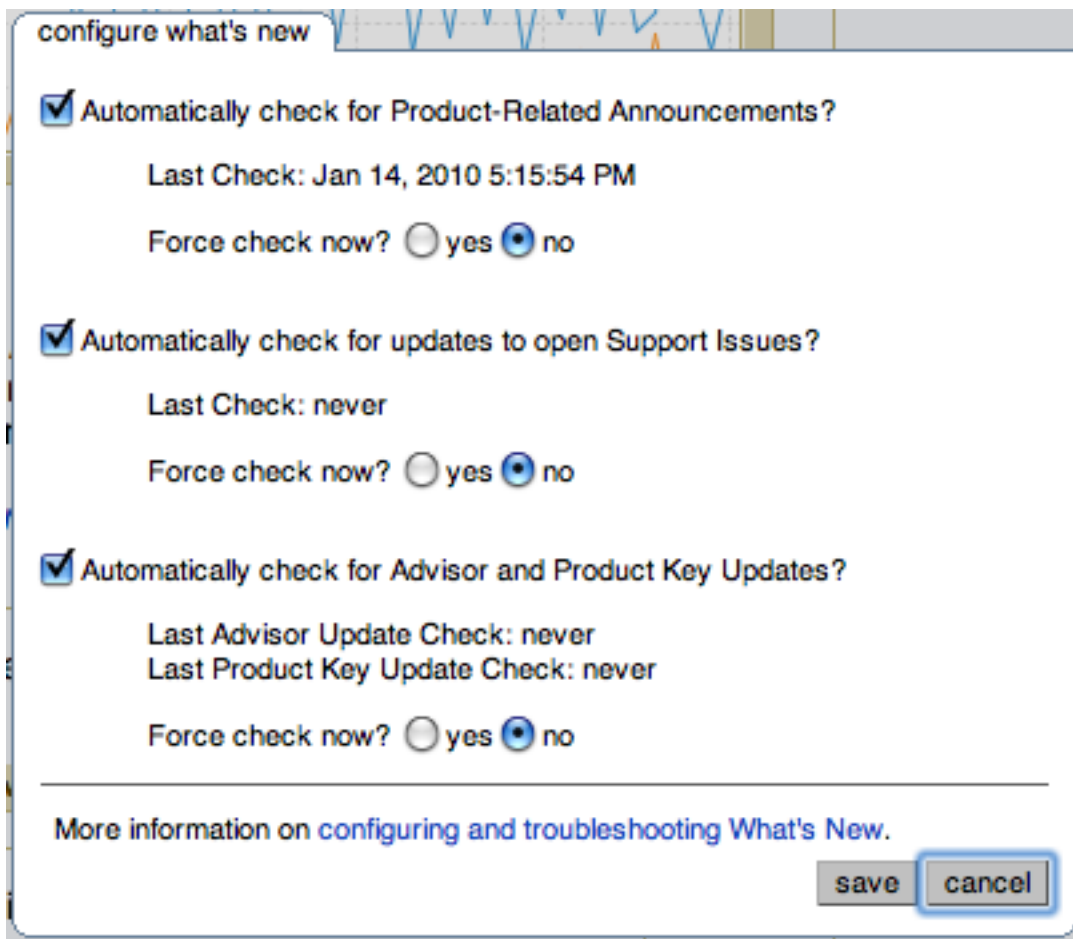 configure what's new
Automatically check for Product-Related Announcements?
Last Check: Jan 14, 2010 5:15:54 PM
Force check now? yes no
Automatically check for updates to open Support Issues?
Last Check: never
Force check now? yes no
Automatically check for Advisor and Product Key Updates?
Last Advisor Update Check: never
Last Product Key Update Check: never
Force check now? yes no
More information on configuring and troubleshooting What's New.
save cancel